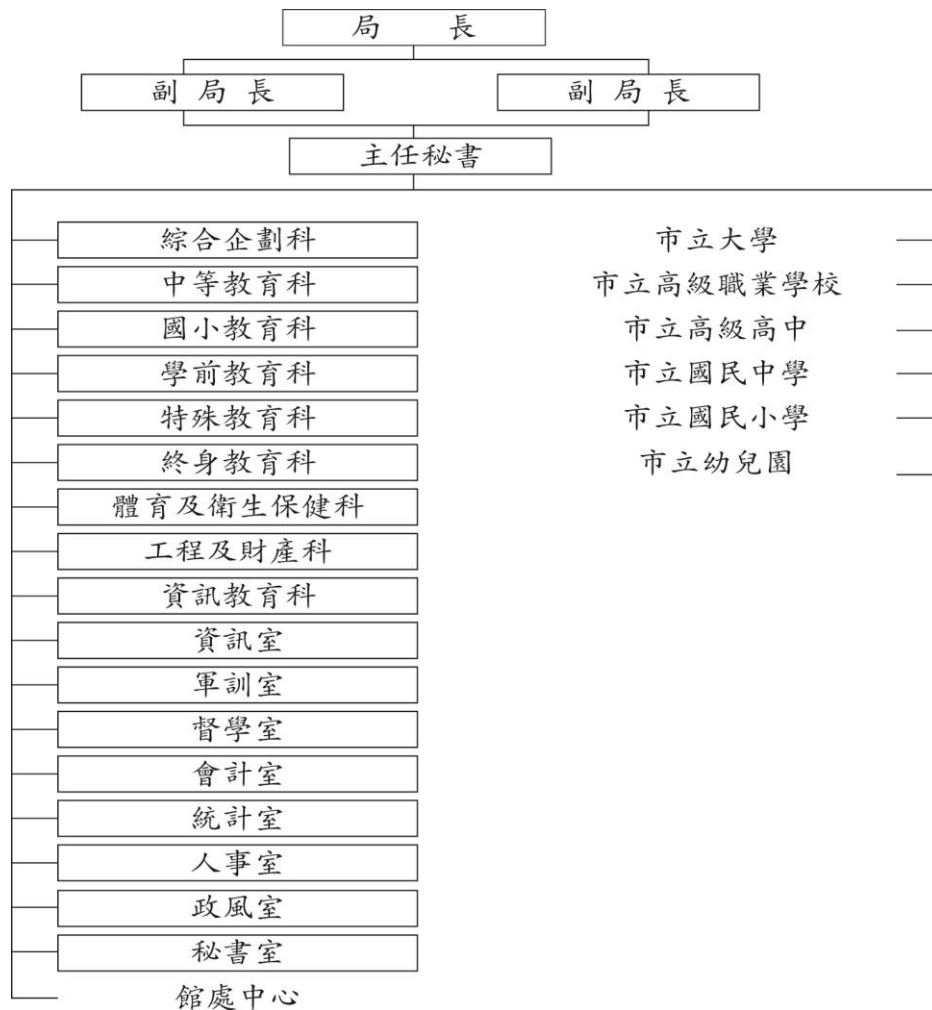 局長
副局長
副局長
主任秘書
綜合企劃科
中等教育科
國小教育科
學前教育科
特殊教育科
終身教育科
體育及衛生保健科
工程及財產科
資訊教育科
資訊室
軍訓室
督學室
會計室
統計室
人事室
政風室
秘書室
館處中心
市立大學
市立高級職業學校
市立高級高中
市立國民中學
市立國民小學
市立幼兒園